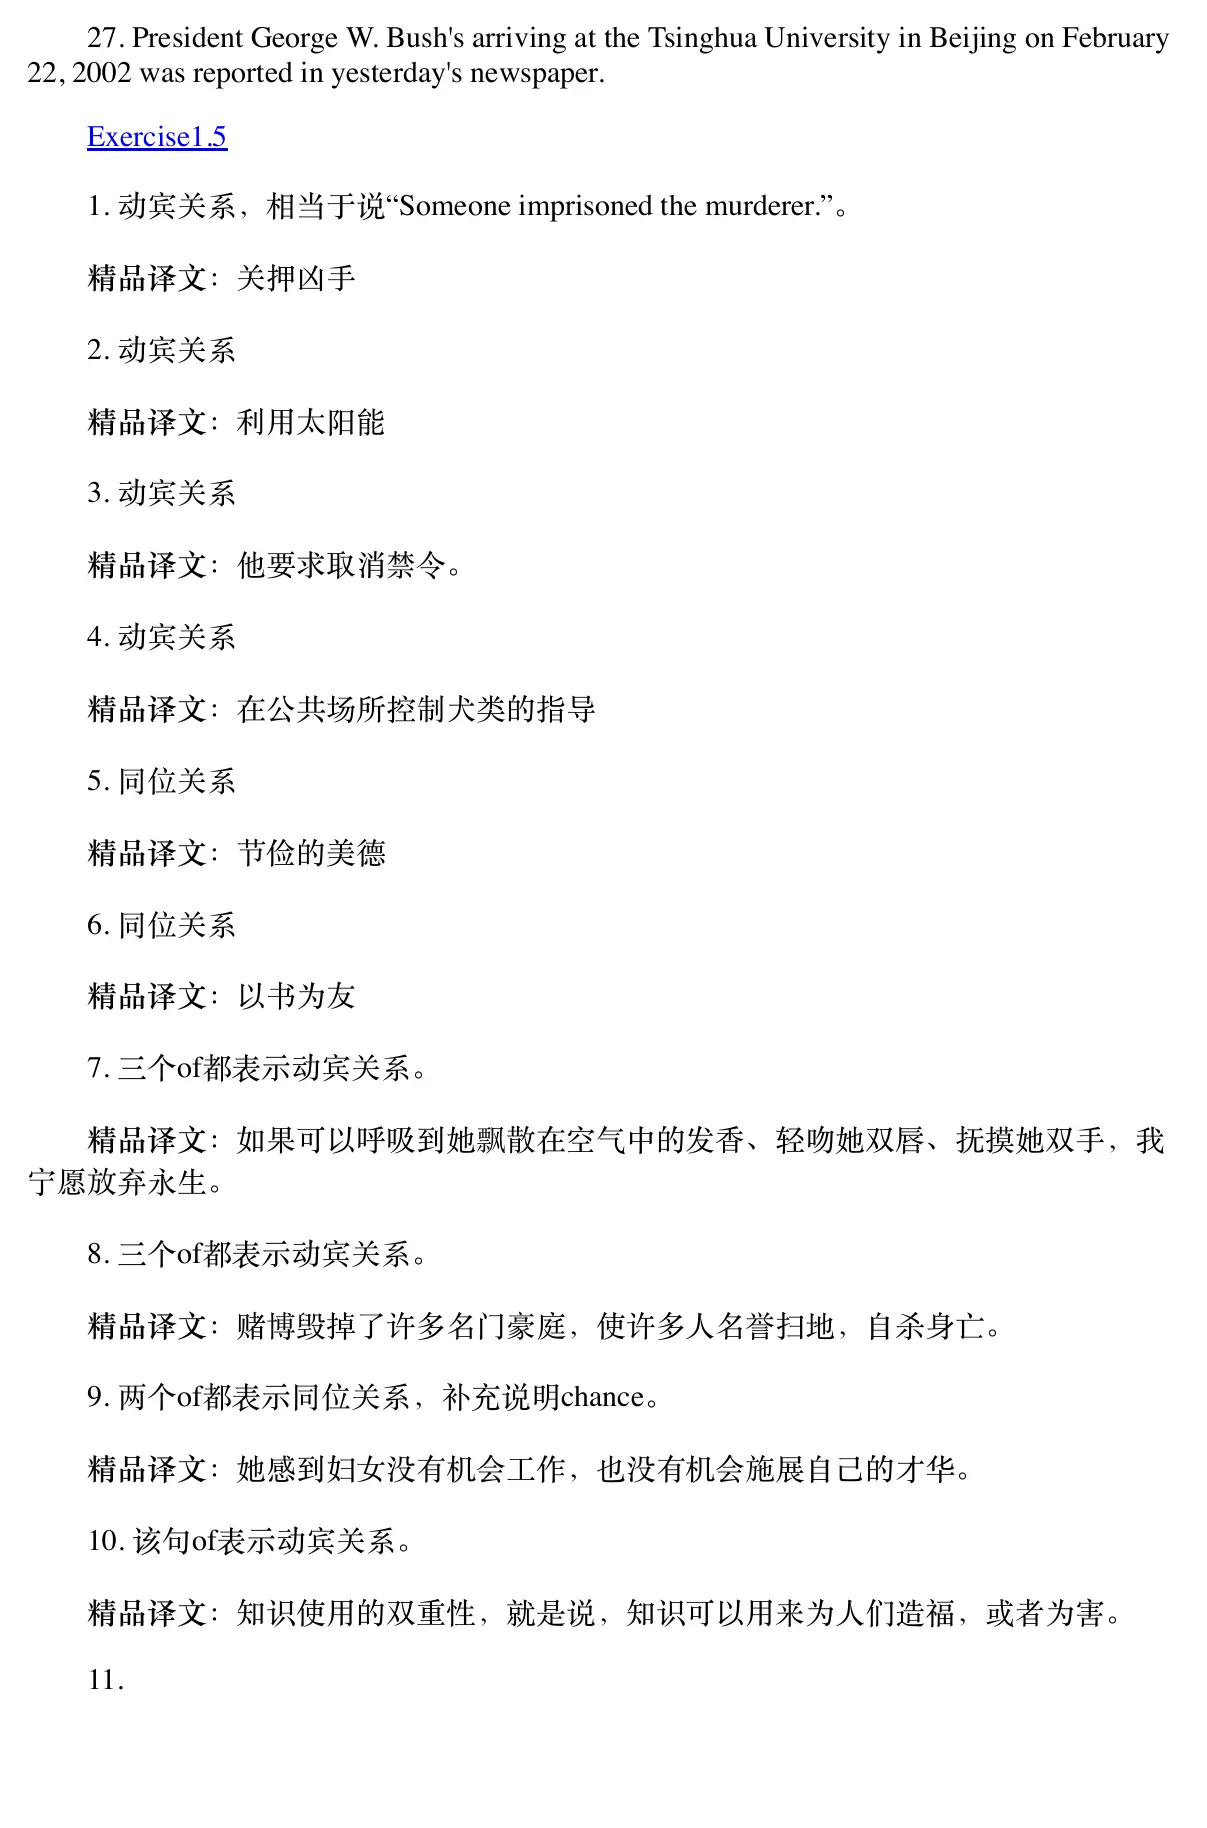 27. President George W. Bush's arriving at the Tsinghua University in Beijing on February
22, 2002 was reported in yesterday's newspaper.
Exercise1.5
1. 动宾关系，相当于说“Someone imprisoned the murderer.”。
精品译文：关押凶手
2. 动宾关系
精品译文：利用太阳能
3. 动宾关系
精品译文：他要求取消禁令。
4. 动宾关系
精品译文：在公共场所控制犬类的指导
5. 同位关系
精品译文：节俭的美德
6. 同位关系
精品译文：以书为友
7. 三个of都表示动宾关系。
精品译文：如果可以呼吸到她飘散在空气中的发香、轻吻她双唇、抚摸她双手，我
宁愿放弃永生。
8. 三个of都表示动宾关系。
精品译文：赌博毁掉了许多名门豪庭，使许多人名誉扫地，自杀身亡。
9. 两个of都表示同位关系，补充说明chance。
精品译文：她感到妇女没有机会工作，也没有机会施展自己的才华。
10. 该句of表示动宾关系。
精品译文：知识使用的双重性，就是说，知识可以用来为人们造福，或者为害。
11.